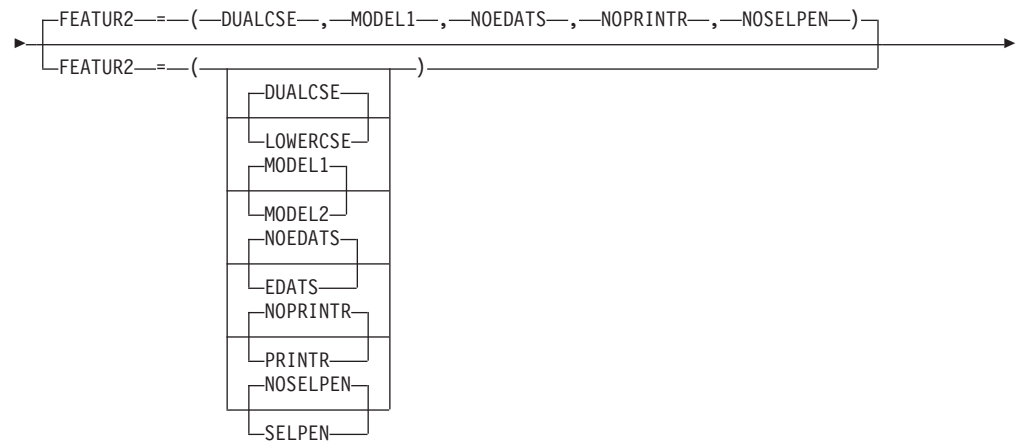 FEATUR2 = ( DUALCSE , MODEL1 , NOEDATS , NOPRINTR , NOSELPEN )
FEATUR2 = ( )
DUALCSE
LOWERCSE
MODEL1
MODEL2
NOEDATS
EDATS
NOPRINTR
PRINTR
NOSELPEN
SELPEN